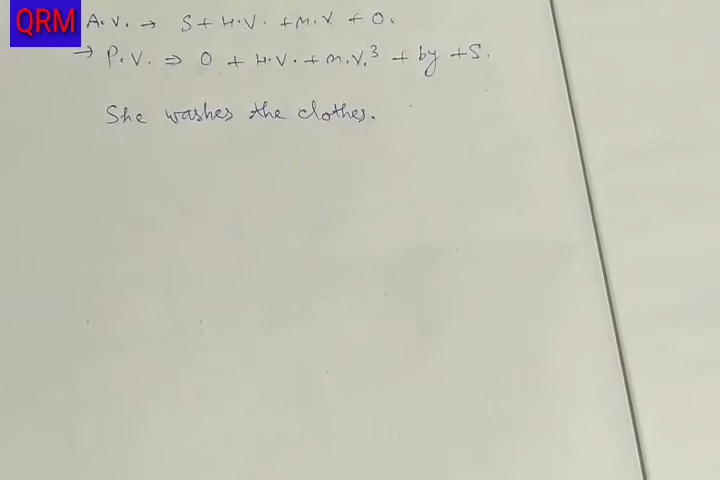 QRM
A.V. → S + H.V. + M.V. + O.
→ P.V. ⇒ O + H.V. + m.V.³ + by + S.
She washes the clothes.